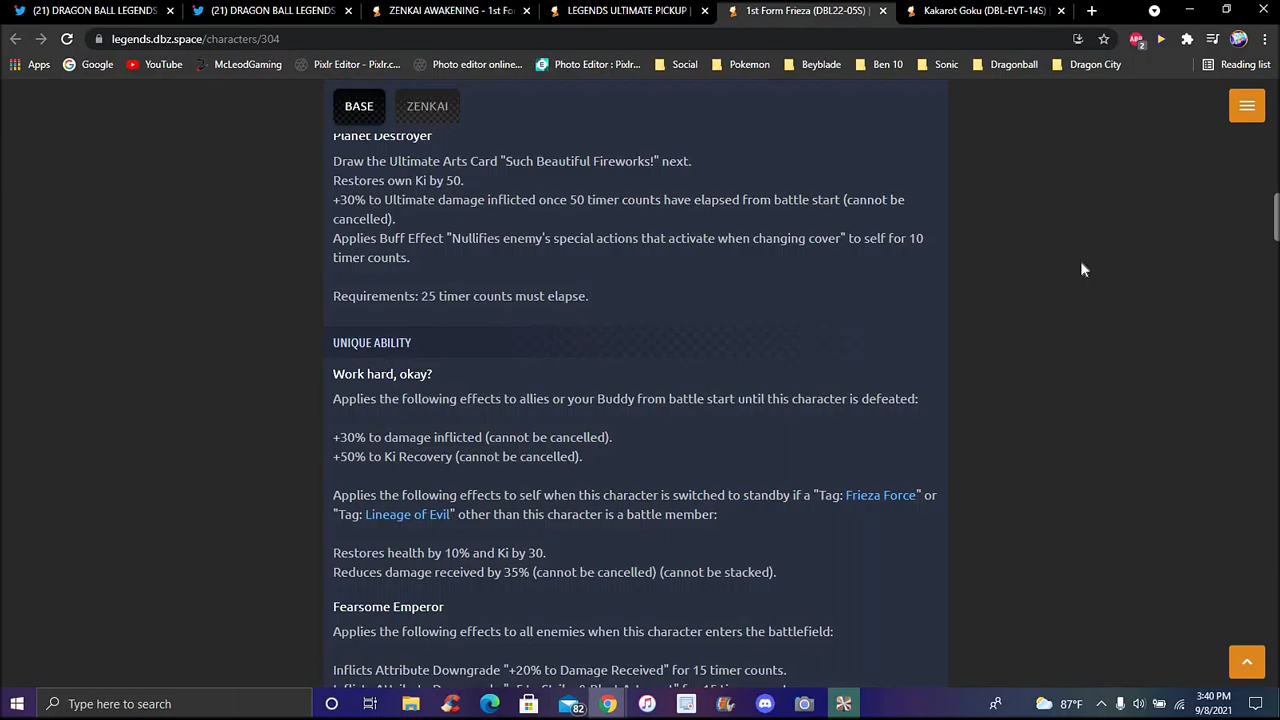 (21) DRAGON BALL LEGENDS
(21) DRAGON BALL LEGENDS
ZENKAI AWAKENING - 1st Fo
LEGENDS ULTIMATE PICKUP |
1st Form Frieza (DBL22-05S) |
Kakarot Goku (DBL-EVT-14S) |
legends.dbz.space/characters/304
2
Apps
Google
YouTube
McLeodGaming
Pixlr Editor - Pixlr.c...
Photo editor online...
Photo Editor : Pixlr...
Social
Pokemon
Beyblade
Ben 10
Sonic
Dragonball
Dragon City
Reading list
BASE
ZENKAI
Planet Destroyer
Draw the Ultimate Arts Card "Such Beautiful Fireworks!" next.
Restores own Ki by 50.
+30% to Ultimate damage inflicted once 50 timer counts have elapsed from battle start (cannot be
cancelled).
Applies Buff Effect "Nullifies enemy's special actions that activate when changing cover" to self for 10
timer counts.
Requirements: 25 timer counts must elapse.
UNIQUE ABILITY
Work hard, okay?
Applies the following effects to allies or your Buddy from battle start until this character is defeated:
+30% to damage inflicted (cannot be cancelled).
+50% to Ki Recovery (cannot be cancelled).
Applies the following effects to self when this character is switched to standby if a "Tag: Frieza Force" or
"Tag: Lineage of Evil" other than this character is a battle member:
Restores health by 10% and Ki by 30.
Reduces damage received by 35% (cannot be cancelled) (cannot be stacked).
Fearsome Emperor
Applies the following effects to all enemies when this character enters the battlefield:
Inflicts Attribute Downgrade "+20% to Damage Received" for 15 timer counts.
Type here to search
82
87°F
3:40 PM
9/8/2021